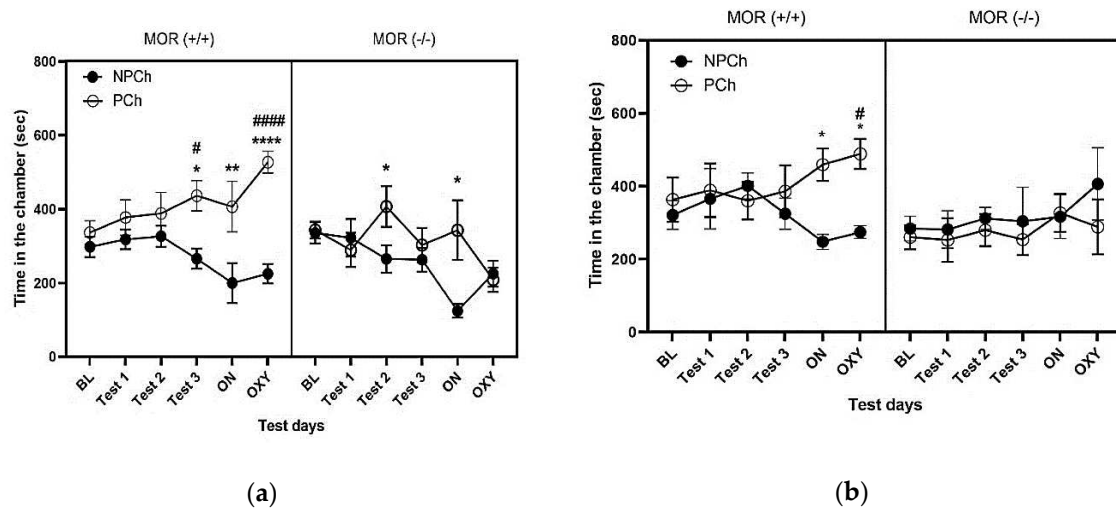 MOR (+/+) MOR (-/-)
800
600
400
200
0
Time in the chamber (sec)
NPCh
PCh
#
*
**
####
****
*
*
BL Test 1 Test 2 Test 3 ON OXY BL Test 1 Test 2 Test 3 ON OXY
Test days
(a)
MOR (+/+) MOR (-/-)
800
600
400
200
0
Time in the chamber (sec)
NPCh
PCh
*
#
*
BL Test 1 Test 2 Test 3 ON OXY BL Test 1 Test 2 Test 3 ON OXY
Test days
(b)